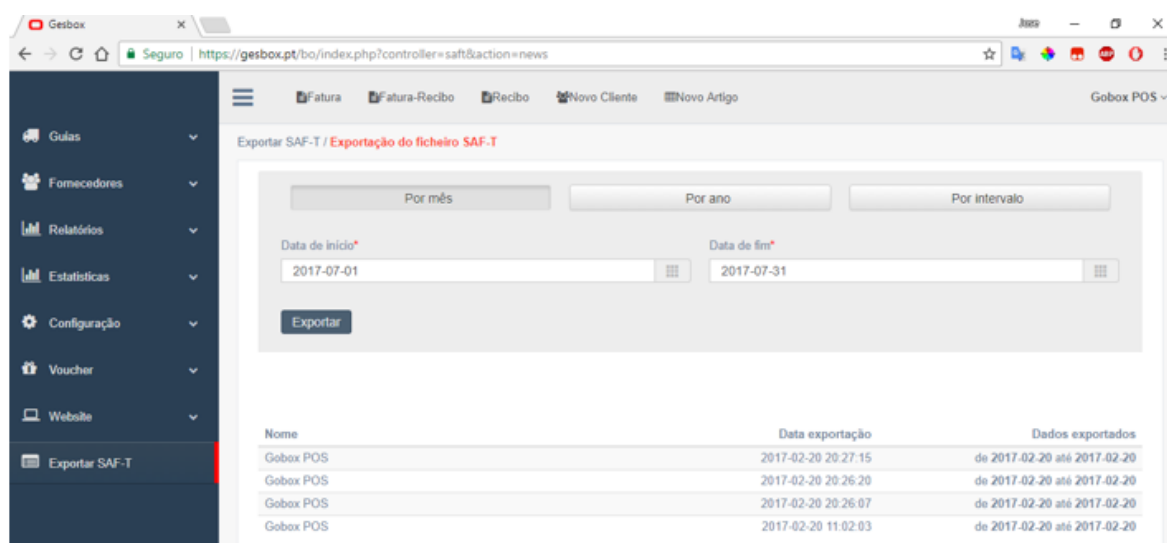 Gesbox
Seguro | https://gesbox.pt/bo/index.php?controller=saft&action=news
Fatura Fatura-Recibo Recibo Novo Cliente Novo Artigo Gobox POS
Guias
Exportar SAF-T / Exportação do ficheiro SAF-T
Fornecedores
Por mês Por ano Por intervalo
Relatórios
Data de início* Data de fim*
2017-07-01 2017-07-31
Estatisticas
Configuração
Exportar
Voucher
Website
Nome Data exportação Dados exportados
Exportar SAF-T
Gobox POS 2017-02-20 20:27:15 de 2017-02-20 até 2017-02-20
Gobox POS 2017-02-20 20:26:20 de 2017-02-20 até 2017-02-20
Gobox POS 2017-02-20 20:26:07 de 2017-02-20 até 2017-02-20
Gobox POS 2017-02-20 11:02:03 de 2017-02-20 até 2017-02-20